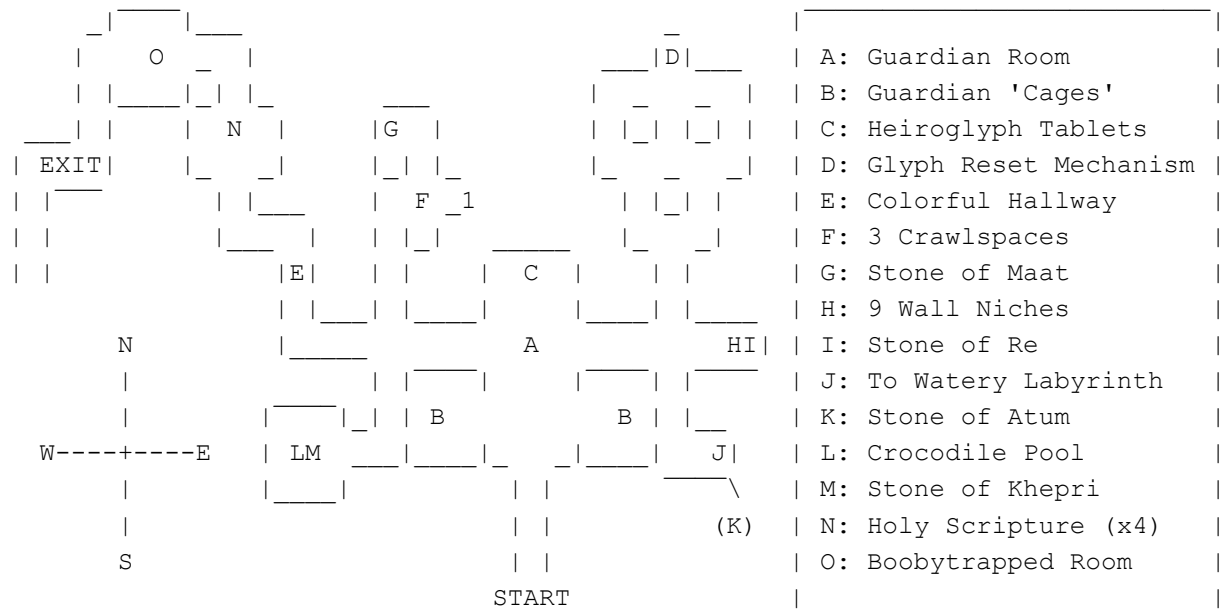 O
D
A: Guardian Room
B: Guardian 'Cages'
N
G
C: Heiroglyph Tablets
EXIT
D: Glyph Reset Mechanism
F
1
E: Colorful Hallway
F: 3 Crawlspaces
E
C
G: Stone of Maat
H: 9 Wall Niches
N
A
HI
I: Stone of Re
J: To Watery Labyrinth
B
B
K: Stone of Atum
W----+----E
LM
J
L: Crocodile Pool
M: Stone of Khepri
(K)
N: Holy Scripture (x4)
S
O: Boobytrapped Room
START